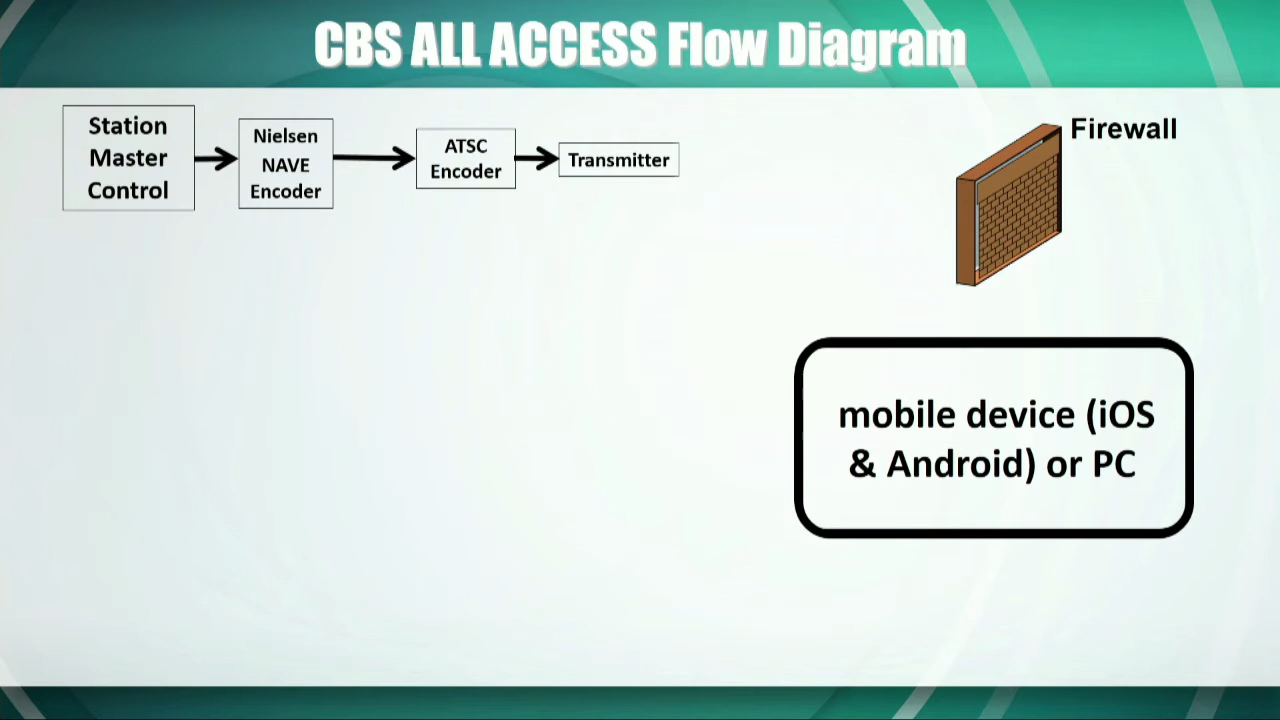 CBS ALL ACCESS Flow Diagram
Station
Master
Control
Nielsen
NAVE
Encoder
ATSC
Encoder
Transmitter
Firewall
mobile device (iOS
& Android) or PC